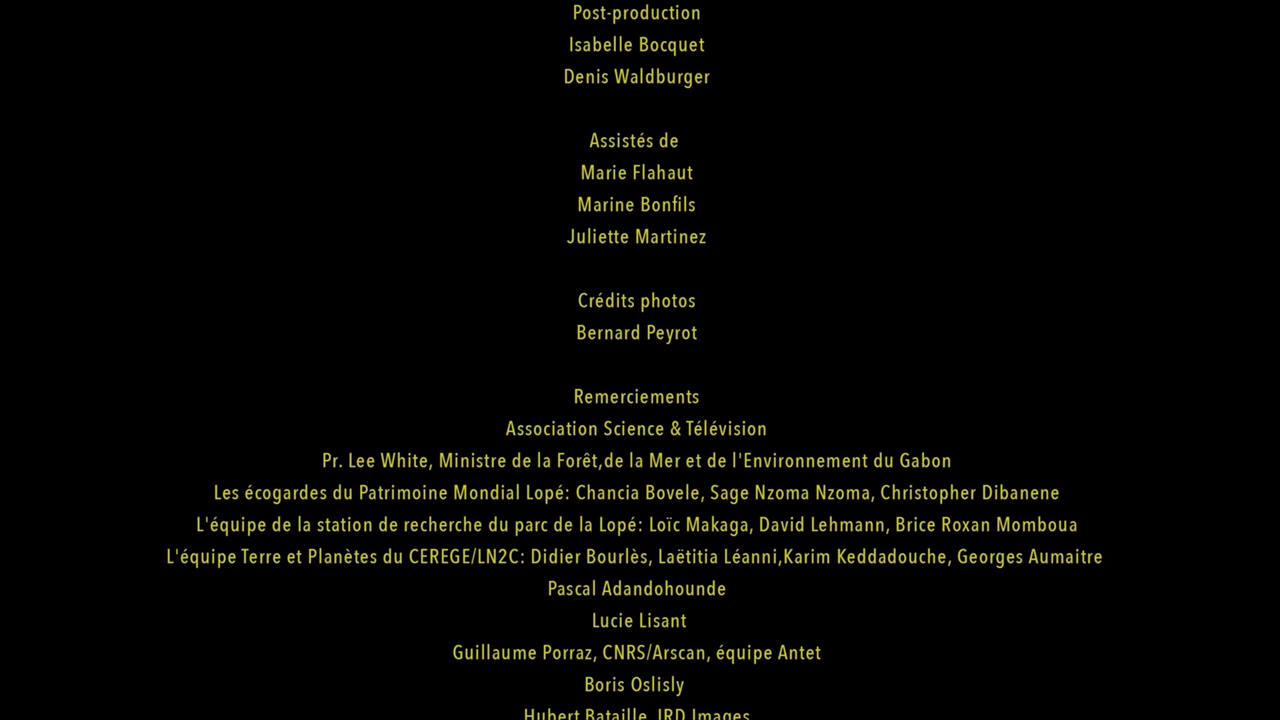 Post-production
Isabelle Bocquet
Denis Waldburger
Assistés de
Marie Flahaut
Marine Bonfils
Juliette Martinez
Crédits photos
Bernard Peyrot
Remerciements
Association Science & Télévision
Pr. Lee White, Ministre de la Forêt,de la Mer et de l'Environnement du Gabon
Les écogardes du Patrimoine Mondial Lopé: Chancia Bovele, Sage Nzoma Nzoma, Christopher Dibanene
L'équipe de la station de recherche du parc de la Lopé: Loïc Makaga, David Lehmann, Brice Roxan Momboua
L'équipe Terre et Planètes du CEREGE/LN2C: Didier Bourlès, Laëtitia Léanni,Karim Keddadouche, Georges Aumaitre
Pascal Adandohounde
Lucie Lisant
Guillaume Porraz, CNRS/Arscan, équipe Antet
Boris Oslisly
Hubert Bataille, IRD Images